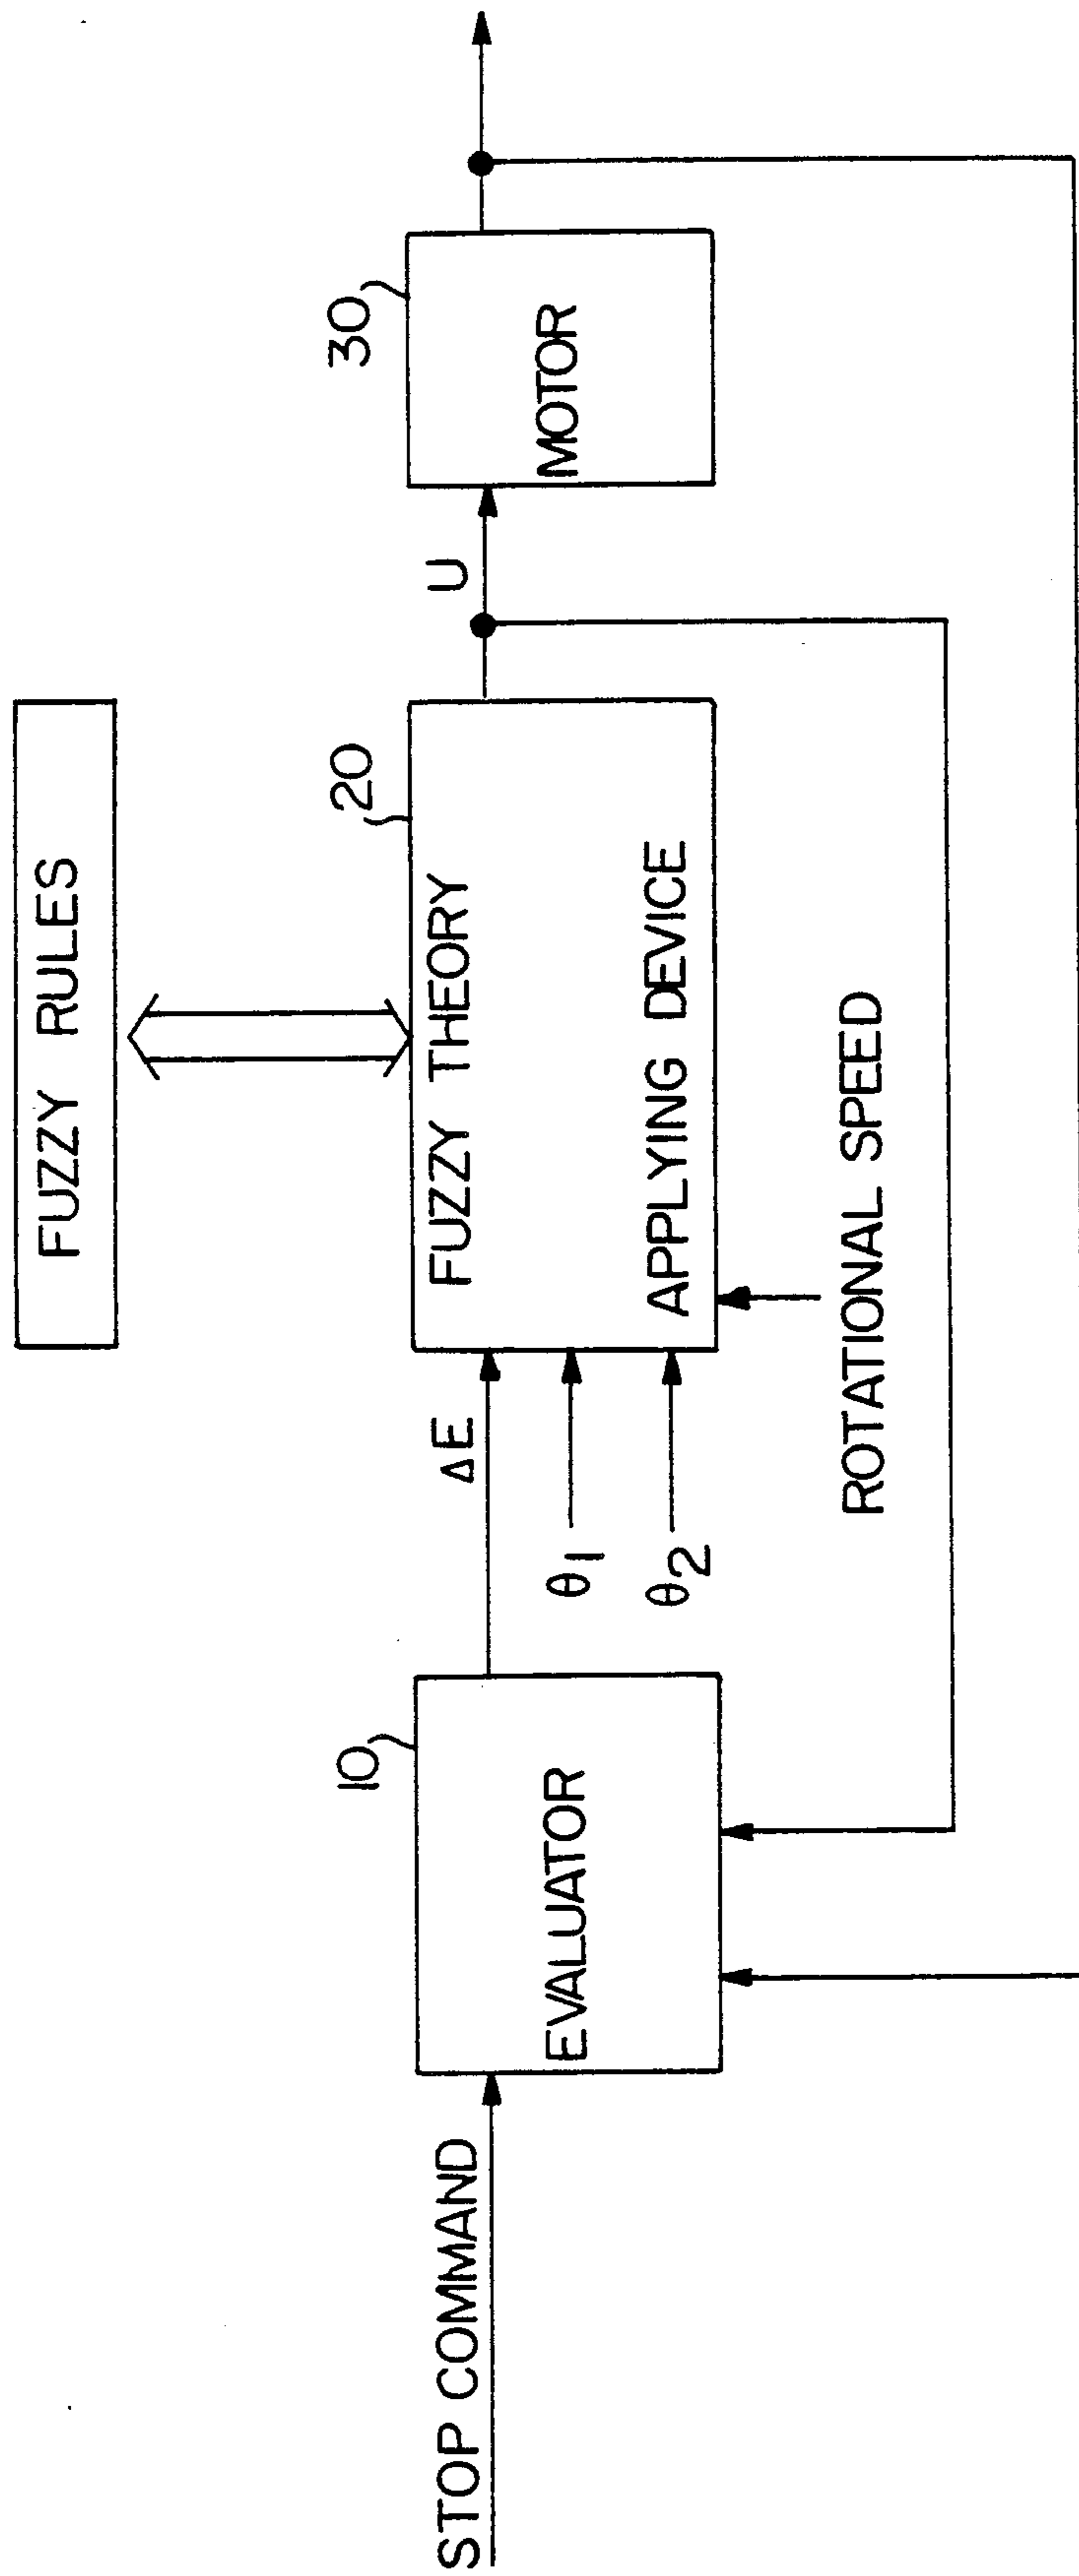 FUZZY RULES
10
20
30
STOP COMMAND
ΔE
U
EVALUATOR
θ1
θ2
FUZZY THEORY
APPLYING DEVICE
MOTOR
ROTATIONAL SPEED